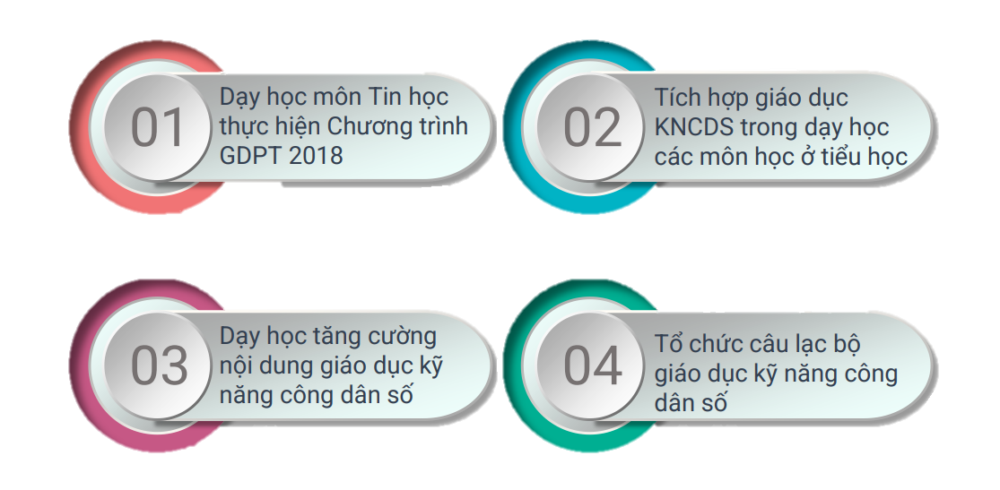 01
Dạy học môn Tin học
thực hiện Chương trình
GDPT 2018
02
Tích hợp giáo dục
KNCDS trong dạy học
các môn học ở tiểu học
03
Dạy học tăng cường
nội dung giáo dục kỹ
năng công dân số
04
Tổ chức câu lạc bộ
giáo dục kỹ năng công
dân số